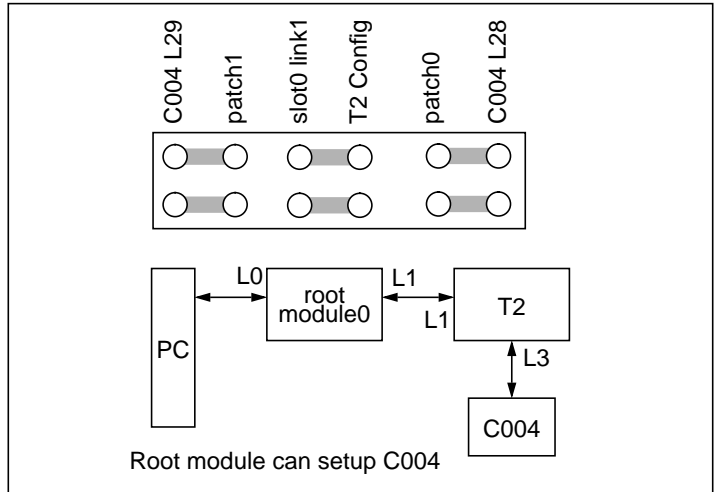 C004 L29
patch1
slot0 link1
T2 Config
patch0
C004 L28
L0
L1
root
module0
T2
L1
PC
L3
C004
Root module can setup C004